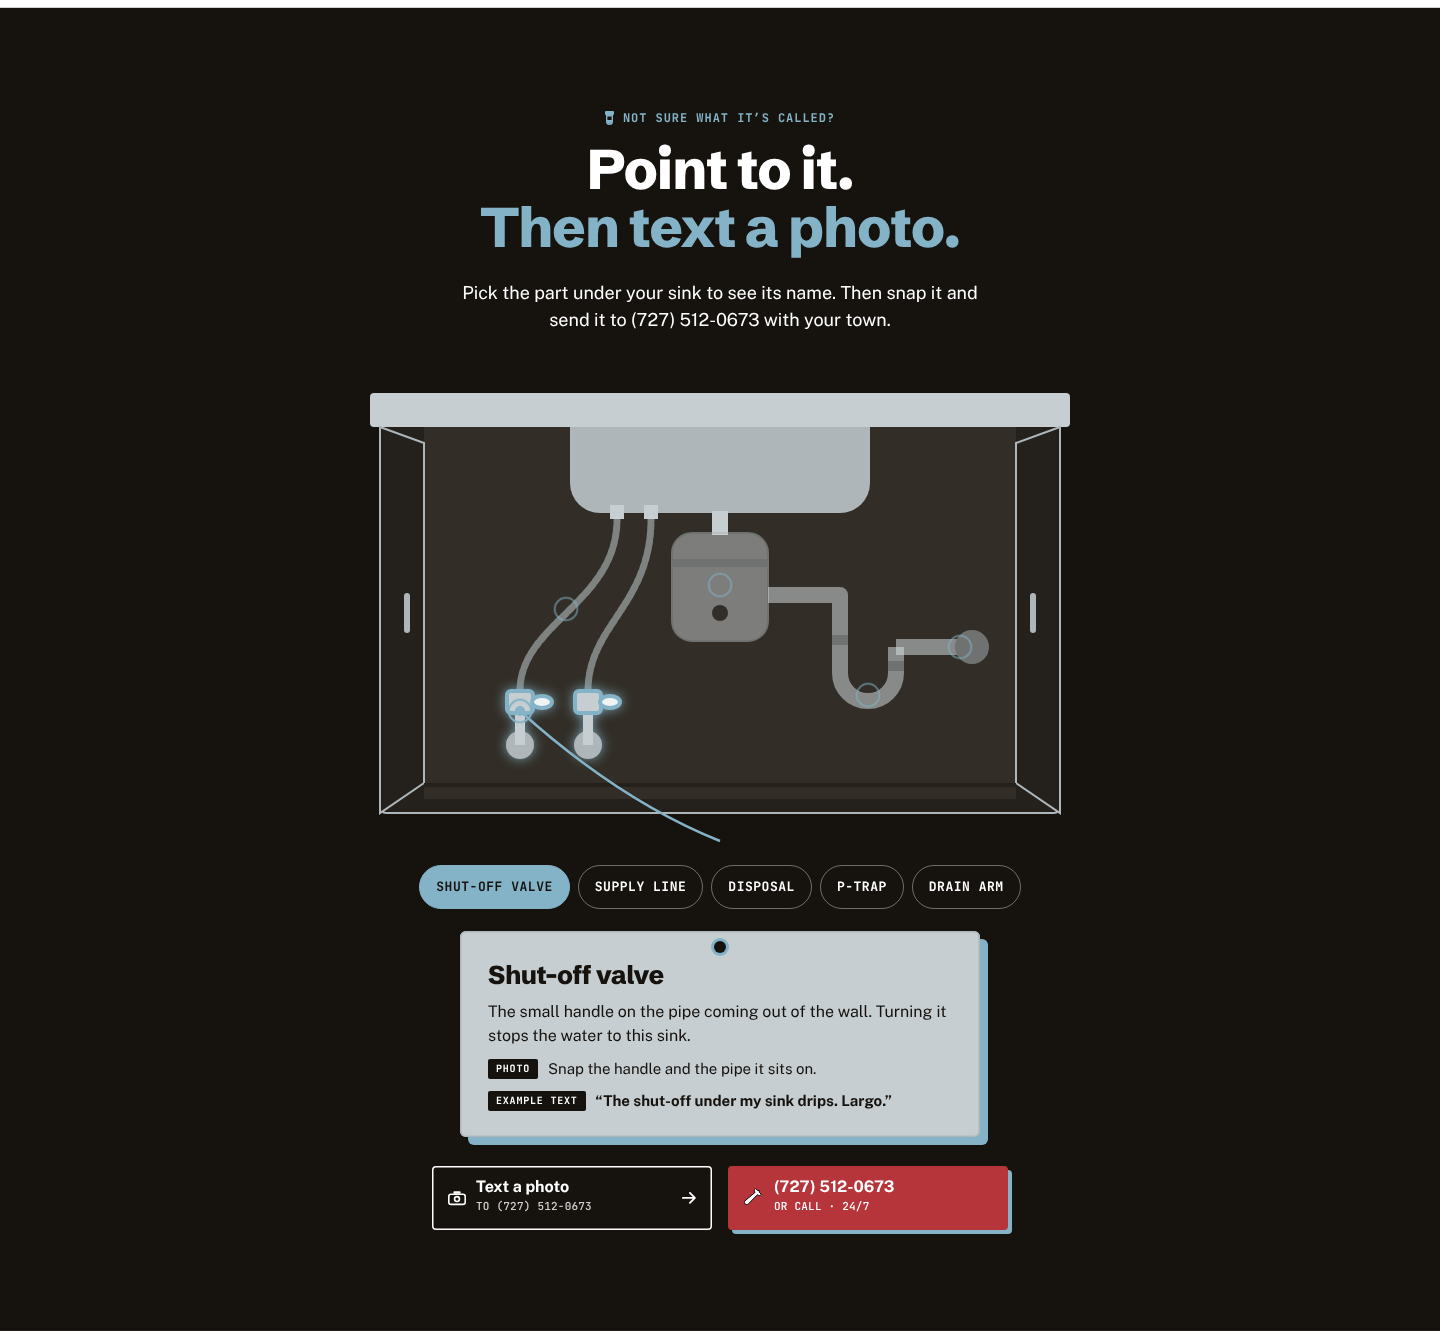 NOT SURE WHAT IT’S CALLED?
Point to it.
Then text a photo.
Pick the part under your sink to see its name. Then snap it and
send it to (727) 512-0673 with your town.
SHUT-OFF VALVE
SUPPLY LINE
DISPOSAL
P-TRAP
DRAIN ARM
Shut-off valve
The small handle on the pipe coming out of the wall. Turning it
stops the water to this sink.
PHOTO Snap the handle and the pipe it sits on.
EXAMPLE TEXT “The shut-off under my sink drips. Largo.”
Text a photo
TO (727) 512-0673
(727) 512-0673
OR CALL · 24/7